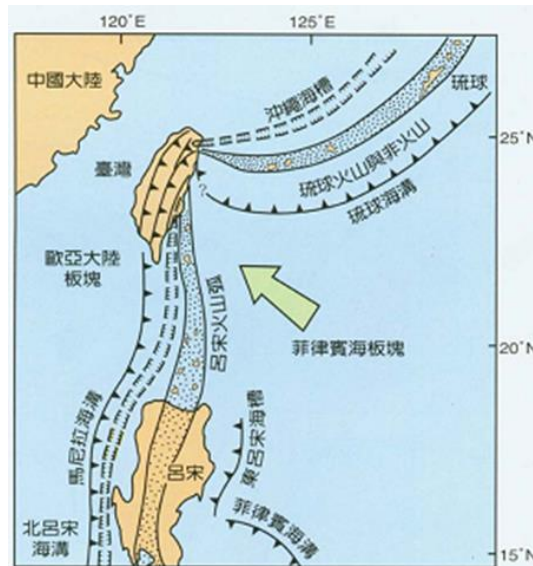 120°E
125°E
中國大陸
沖繩海槽
琉球
25°N
臺灣
琉球火山與非火山
琉球海溝
?
歐亞大陸
板塊
呂宋火山弧
菲律賓海板塊
20°N
馬尼拉海溝
呂宋
東呂宋海槽
菲律賓海溝
北呂宋
海溝
15°N